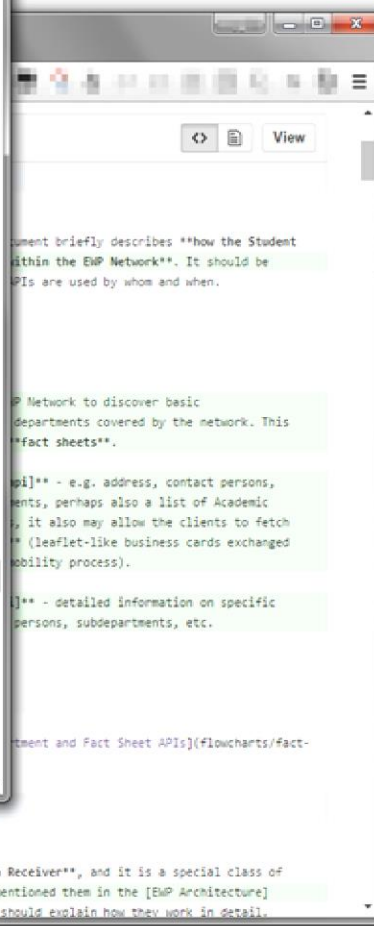 <> View
ument briefly describes **how the Student
ithin the EWP Network**. It should be
PIs are used by whom and when.
P Network to discover basic
departments covered by the network. This
**fact sheets**.
pi]** - e.g. address, contact persons,
ents, perhaps also a list of Academic
, it also may allow the clients to fetch
** (leaflet-like business cards exchanged
obility process).
]** - detailed information on specific
persons, subdepartments, etc.
tment and Fact Sheet APIs](flowcharts/fact-
Receiver**, and it is a special class of
entioned them in the [EWP Architecture]
should explain how they work in detail.